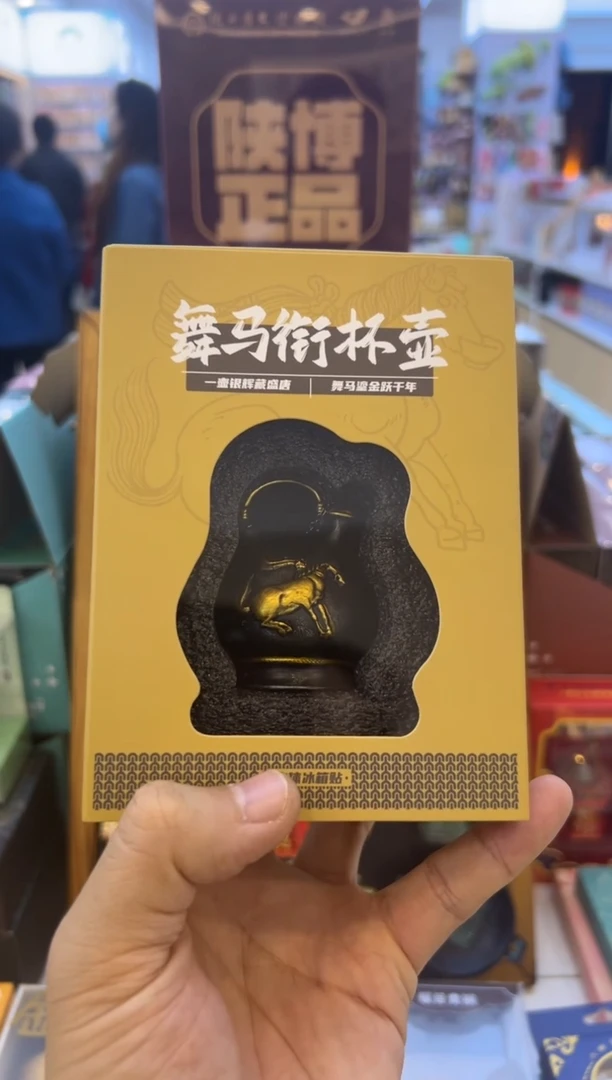 陕博
正品
舞马衔杯壶
一壶银辉藏盛唐 舞马鎏金跃千年
冰箱贴